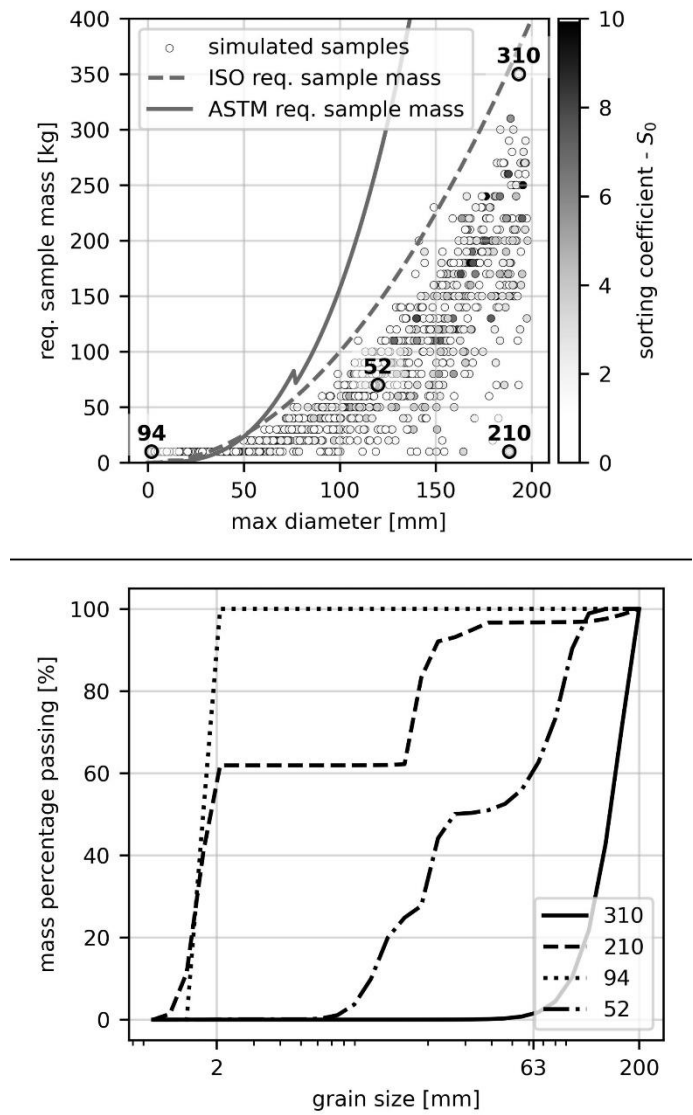 simulated samples
ISO req. sample mass
ASTM req. sample mass
310
52
94
210
400
350
300
250
200
150
100
50
0
req. sample mass [kg]
0 50 100 150 200
max diameter [mm]
10
8
6
4
2
0
sorting coefficient - S₀
100
80
60
40
20
0
mass percentage passing [%]
310
210
94
52
2 63 200
grain size [mm]